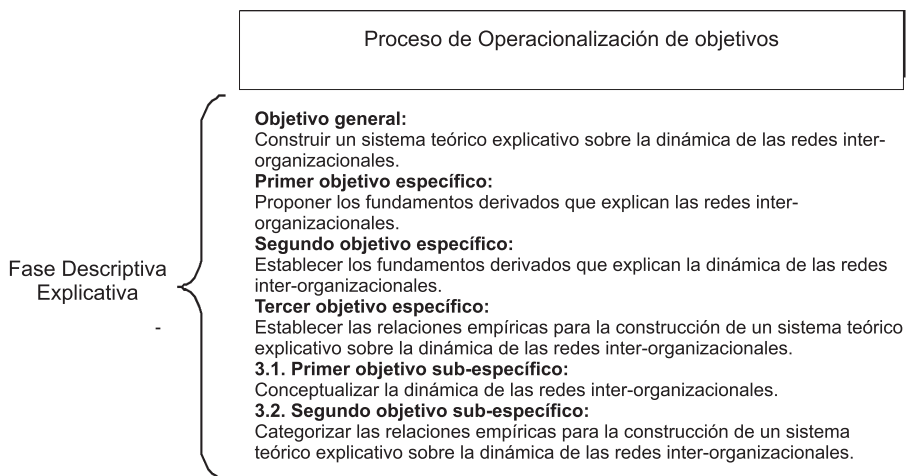 Proceso de Operacionalización de objetivos
Objetivo general:
Construir un sistema teórico explicativo sobre la dinámica de las redes inter-
organizacionales.
Primer objetivo específico:
Proponer los fundamentos derivados que explican las redes inter-
organizacionales.
Segundo objetivo específico:
Establecer los fundamentos derivados que explican la dinámica de las redes
inter-organizacionales.
Tercer objetivo específico:
Establecer las relaciones empíricas para la construcción de un sistema teórico
explicativo sobre la dinámica de las redes inter-organizacionales.
3.1. Primer objetivo sub-específico:
Conceptualizar la dinámica de las redes inter-organizacionales.
3.2. Segundo objetivo sub-específico:
Categorizar las relaciones empíricas para la construcción de un sistema
teórico explicativo sobre la dinámica de las redes inter-organizacionales.
Fase Descriptiva
Explicativa
-